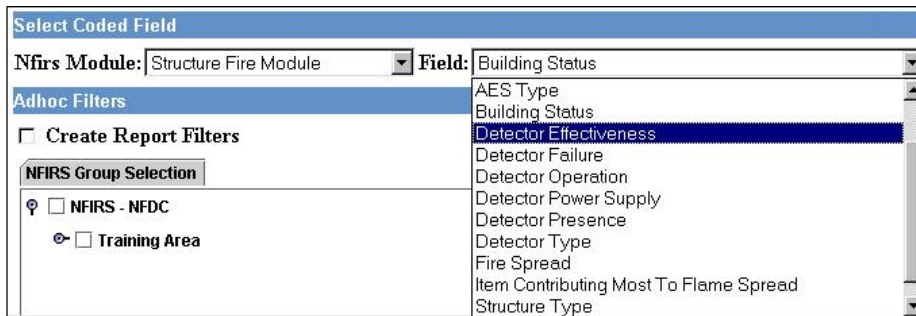 Select Coded Field
Nfirs Module: Structure Fire Module Field: Building Status
AES Type
Building Status
Detector Effectiveness
Detector Failure
Detector Operation
Detector Power Supply
Detector Presence
Detector Type
Fire Spread
Item Contributing Most To Flame Spread
Structure Type
Adhoc Filters
Create Report Filters
NFIRS Group Selection
NFIRS - NFDC
Training Area